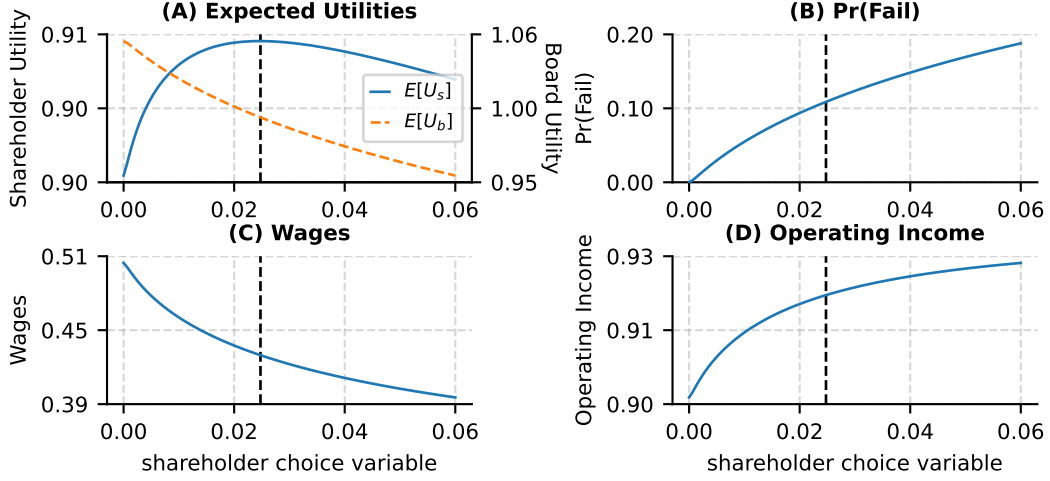 (A) Expected Utilities
Shareholder Utility
0.91
0.90
0.90
1.06
1.00
0.95
Board Utility
E[U_s]
E[U_b]
0.00 0.02 0.04 0.06
(B) Pr(Fail)
Pr(Fail)
0.20
0.10
0.00
0.00 0.02 0.04 0.06
(C) Wages
Wages
0.51
0.45
0.39
0.00 0.02 0.04 0.06
shareholder choice variable
(D) Operating Income
Operating Income
0.93
0.91
0.90
0.00 0.02 0.04 0.06
shareholder choice variable